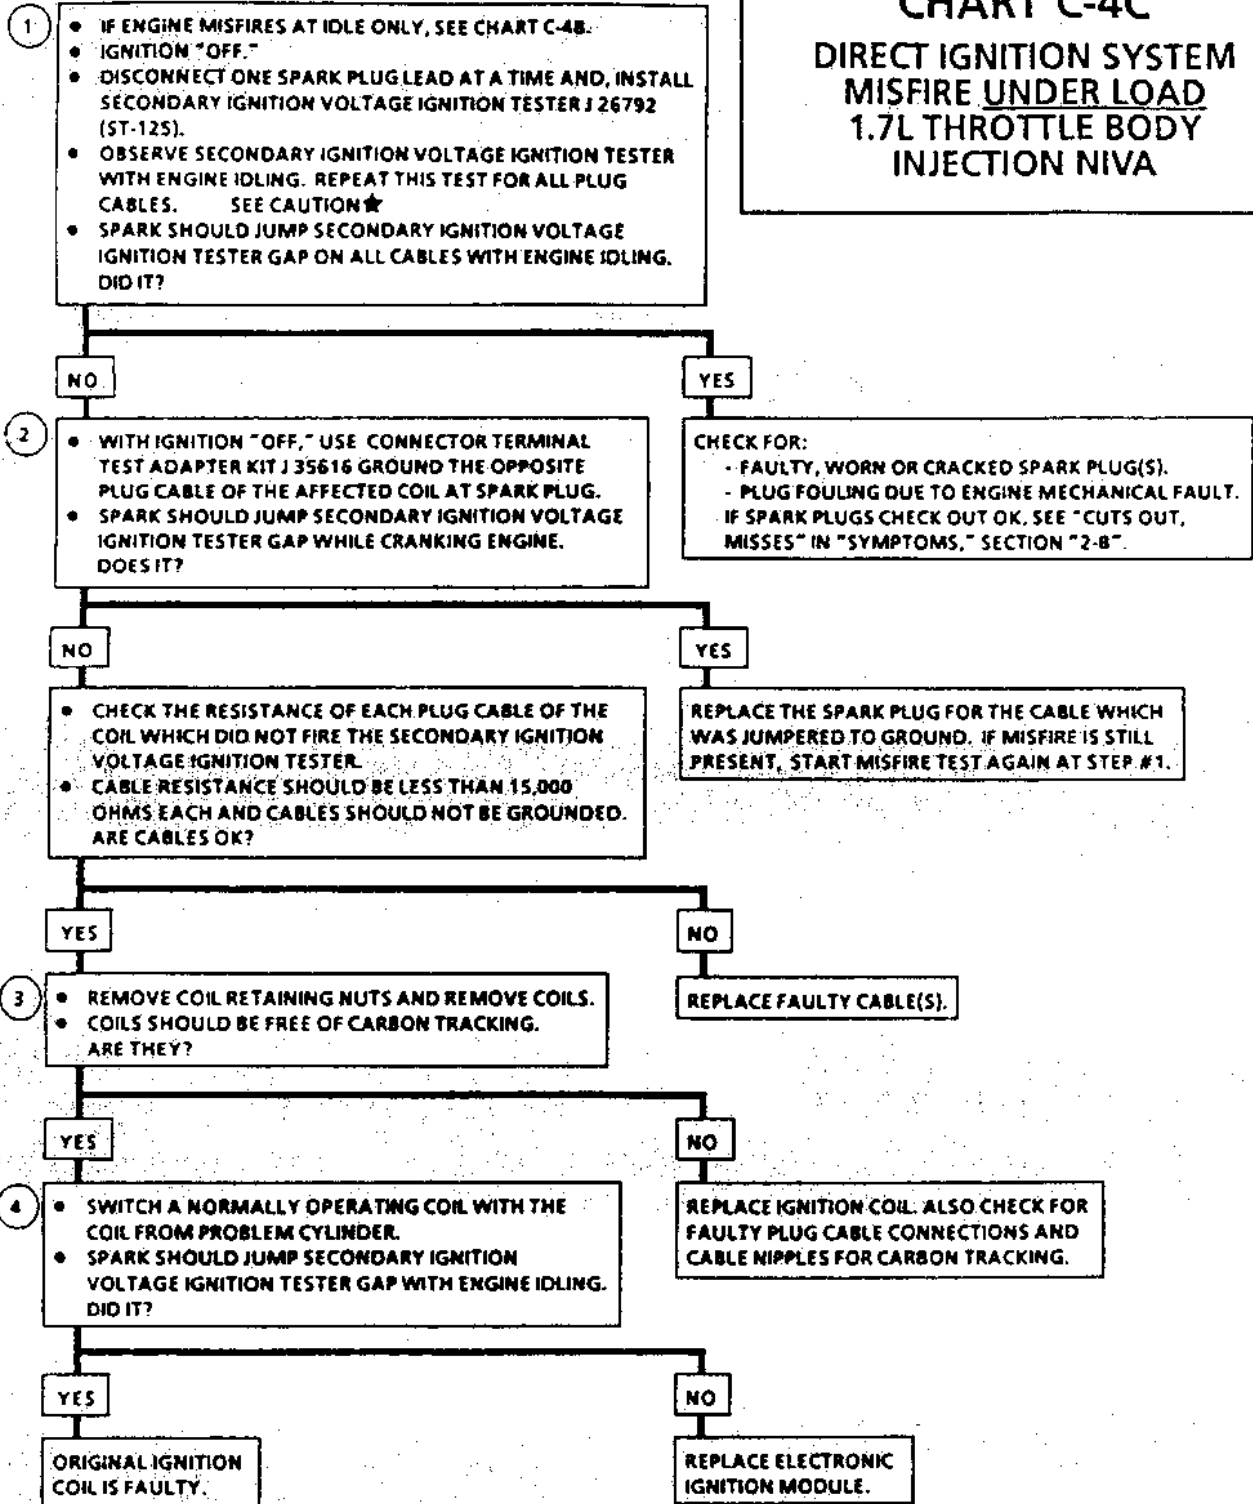 CHART C-4C
DIRECT IGNITION SYSTEM
MISFIRE UNDER LOAD
1.7L THROTTLE BODY
INJECTION NIVA
1
• IF ENGINE MISFIRES AT IDLE ONLY, SEE CHART C-4B.
• IGNITION "OFF."
• DISCONNECT ONE SPARK PLUG LEAD AT A TIME AND, INSTALL
SECONDARY IGNITION VOLTAGE IGNITION TESTER J 26792
(ST-125).
• OBSERVE SECONDARY IGNITION VOLTAGE IGNITION TESTER
WITH ENGINE IDLING. REPEAT THIS TEST FOR ALL PLUG
CABLES. SEE CAUTION★
• SPARK SHOULD JUMP SECONDARY IGNITION VOLTAGE
IGNITION TESTER GAP ON ALL CABLES WITH ENGINE IDLING.
DID IT?
NO
YES
2
• WITH IGNITION "OFF," USE CONNECTOR TERMINAL
TEST ADAPTER KIT J 35616 GROUND THE OPPOSITE
PLUG CABLE OF THE AFFECTED COIL AT SPARK PLUG.
• SPARK SHOULD JUMP SECONDARY IGNITION VOLTAGE
IGNITION TESTER GAP WHILE CRANKING ENGINE.
DOES IT?
CHECK FOR:
- FAULTY, WORN OR CRACKED SPARK PLUG(S).
- PLUG FOULING DUE TO ENGINE MECHANICAL FAULT.
IF SPARK PLUGS CHECK OUT OK, SEE "CUTS OUT,
MISSES" IN "SYMPTOMS," SECTION "2-B".
NO
YES
• CHECK THE RESISTANCE OF EACH PLUG CABLE OF THE
COIL WHICH DID NOT FIRE THE SECONDARY IGNITION
VOLTAGE IGNITION TESTER.
• CABLE RESISTANCE SHOULD BE LESS THAN 15,000
OHMS EACH AND CABLES SHOULD NOT BE GROUNDED.
ARE CABLES OK?
REPLACE THE SPARK PLUG FOR THE CABLE WHICH
WAS JUMPERED TO GROUND. IF MISFIRE IS STILL
PRESENT, START MISFIRE TEST AGAIN AT STEP #1.
YES
NO
3
• REMOVE COIL RETAINING NUTS AND REMOVE COILS.
• COILS SHOULD BE FREE OF CARBON TRACKING.
ARE THEY?
REPLACE FAULTY CABLE(S).
YES
NO
4
• SWITCH A NORMALLY OPERATING COIL WITH THE
COIL FROM PROBLEM CYLINDER.
• SPARK SHOULD JUMP SECONDARY IGNITION
VOLTAGE IGNITION TESTER GAP WITH ENGINE IDLING.
DID IT?
REPLACE IGNITION COIL. ALSO CHECK FOR
FAULTY PLUG CABLE CONNECTIONS AND
CABLE NIPPLES FOR CARBON TRACKING.
YES
NO
ORIGINAL IGNITION
COIL IS FAULTY.
REPLACE ELECTRONIC
IGNITION MODULE.